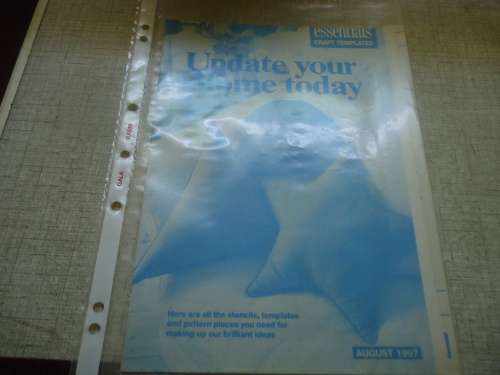 essentials
CRAFT TEMPLATES
Update your
home today
Here are all the stencils, templates
and pattern pieces you need for
making up our brilliant ideas
AUGUST 1997
GALA